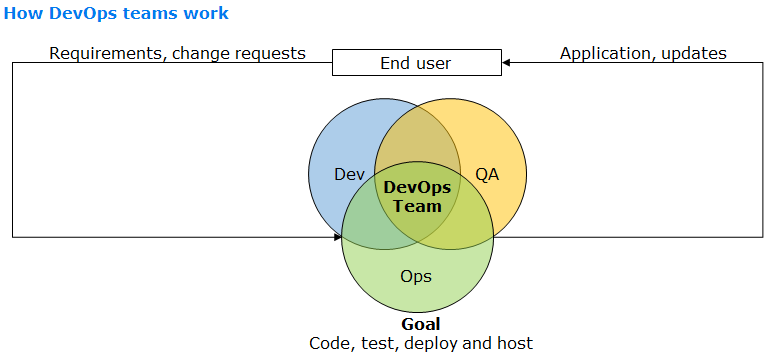 How DevOps teams work
Requirements, change requests
End user
Application, updates
Dev
QA
DevOps
Team
Ops
Goal
Code, test, deploy and host